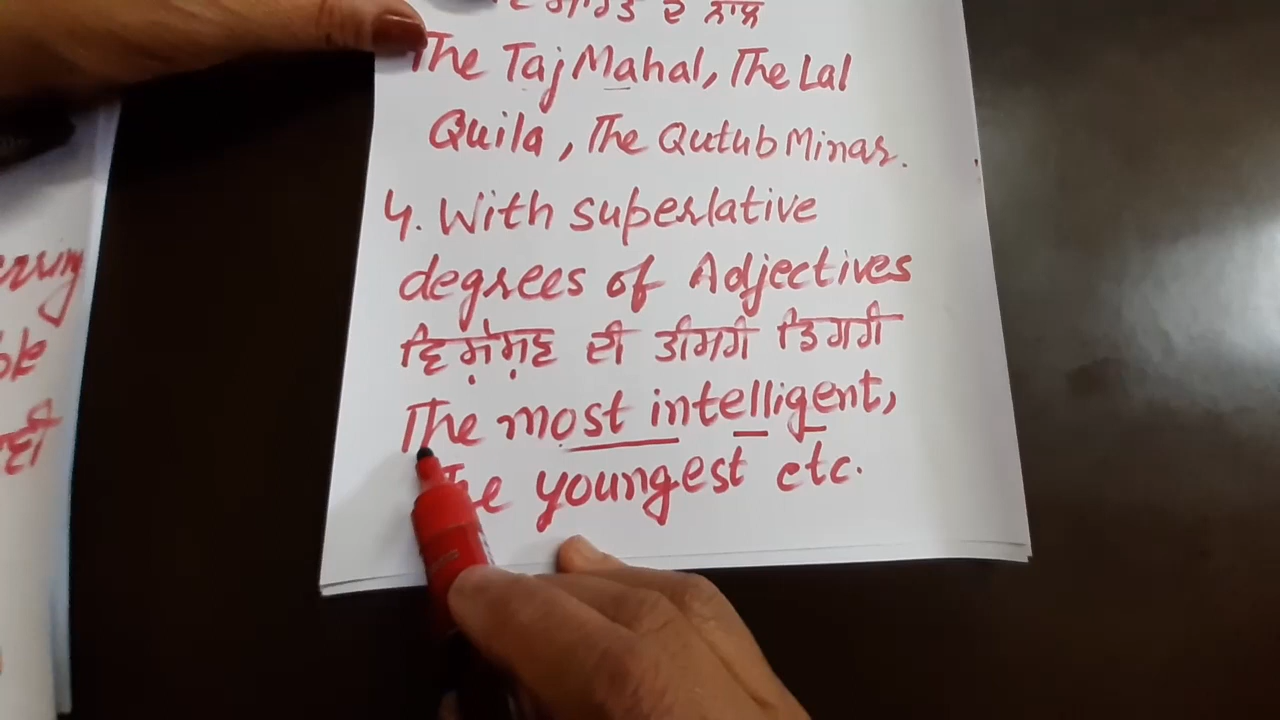 ਦੇ ਨਾਲ
The Taj Mahal, The Lal
Quila, The Qutub Minar.
4. With superlative
degrees of Adjectives
ਵਿਸ਼ੇਸ਼ਣ ਦੀ ਤੀਸਰੀ ਡਿਗਰੀ
The most intelligent,
The youngest etc.